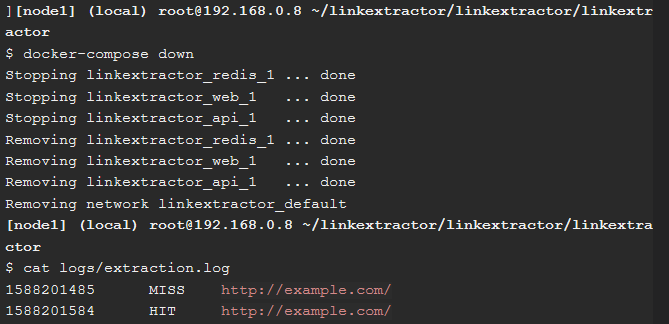 ][node1] (local) root@192.168.0.8 ~/linkextractor/linkextractor/linkextr
actor
$ docker-compose down
Stopping linkextractor_redis_1 ... done
Stopping linkextractor_web_1   ... done
Stopping linkextractor_api_1   ... done
Removing linkextractor_redis_1 ... done
Removing linkextractor_web_1   ... done
Removing linkextractor_api_1   ... done
Removing network linkextractor_default
[node1] (local) root@192.168.0.8 ~/linkextractor/linkextractor/linkextra
ctor
$ cat logs/extraction.log
1588201485      MISS    http://example.com/
1588201584      HIT     http://example.com/